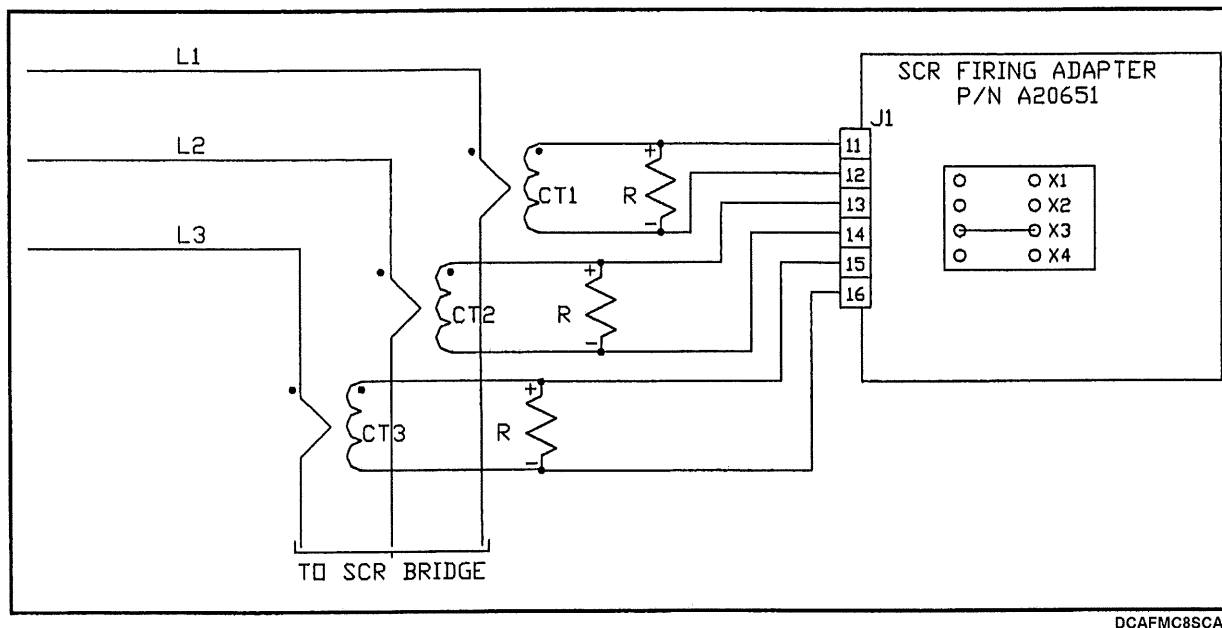 L1
L2
L3
SCR FIRING ADAPTER
P/N A20651
J1
11
12
13
14
15
16
X1
X2
X3
X4
+
CT1
R
-
+
CT2
R
-
+
CT3
R
-
TO SCR BRIDGE
DCAFMC8SCA